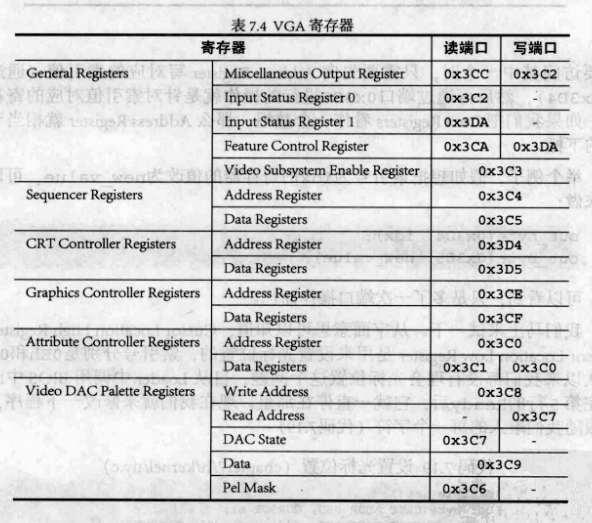 表7.4 VGA 寄存器
寄存器 读端口 写端口
General Registers Miscellaneous Output Register 0x3CC 0x3C2
Input Status Register 0 0x3C2 -
Input Status Register 1 0x3DA -
Feature Control Register 0x3CA 0x3DA
Video Subsystem Enable Register 0x3C3
Sequencer Registers Address Register 0x3C4
Data Registers 0x3C5
CRT Controller Registers Address Register 0x3D4
Data Registers 0x3D5
Graphics Controller Registers Address Register 0x3CE
Data Registers 0x3CF
Attribute Controller Registers Address Register 0x3C0
Data Registers 0x3C1 0x3C0
Video DAC Palette Registers Write Address 0x3C8
Read Address - 0x3C7
DAC State 0x3C7 -
Data 0x3C9
Pel Mask 0x3C6 -